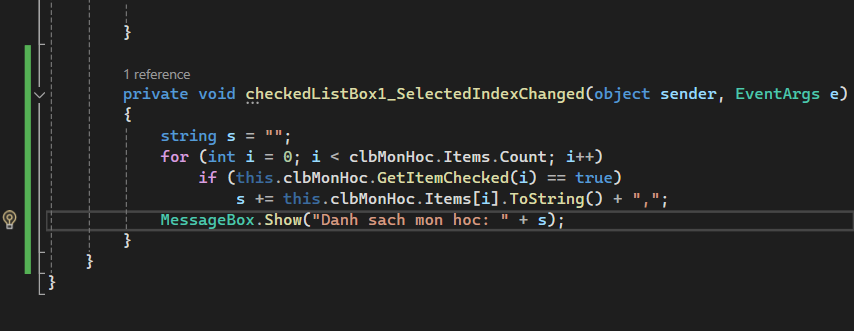 }
1 reference
private void checkedListBox1_SelectedIndexChanged(object sender, EventArgs e)
{
string s = "";
for (int i = 0; i < clbMonHoc.Items.Count; i++)
if (this.clbMonHoc.GetItemChecked(i) == true)
s += this.clbMonHoc.Items[i].ToString() + ",";
MessageBox.Show("Danh sach mon hoc: " + s);
}
}
}